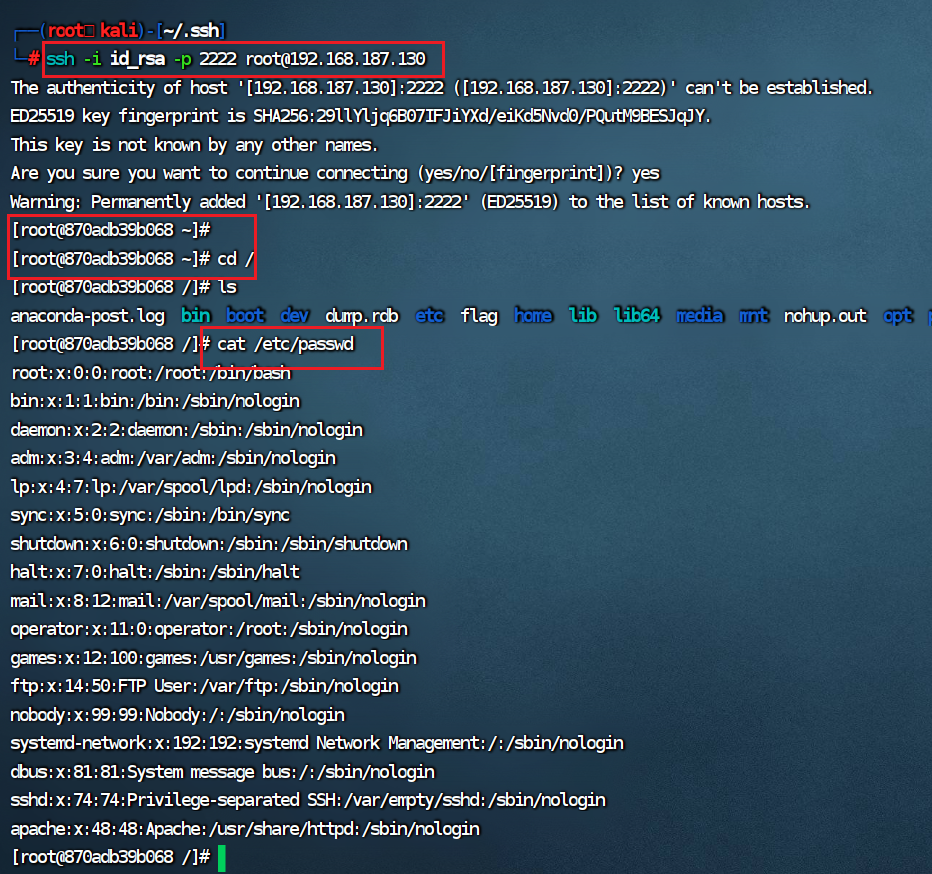 ┌──(root㉿kali)-[~/.ssh]
└─# ssh -i id_rsa -p 2222 root@192.168.187.130
The authenticity of host '[192.168.187.130]:2222 ([192.168.187.130]:2222)' can't be established.
ED25519 key fingerprint is SHA256:29llYljq6B07IFJiYXd/eiKd5Nvd0/PQutM9BESJqJY.
This key is not known by any other names.
Are you sure you want to continue connecting (yes/no/[fingerprint])? yes
Warning: Permanently added '[192.168.187.130]:2222' (ED25519) to the list of known hosts.
[root@870adb39b068 ~]#
[root@870adb39b068 ~]# cd /
[root@870adb39b068 /]# ls
anaconda-post.log bin boot dev dump.rdb etc flag home lib lib64 media mnt nohup.out opt
[root@870adb39b068 /]# cat /etc/passwd
root:x:0:0:root:/root:/bin/bash
bin:x:1:1:bin:/bin:/sbin/nologin
daemon:x:2:2:daemon:/sbin:/sbin/nologin
adm:x:3:4:adm:/var/adm:/sbin/nologin
lp:x:4:7:lp:/var/spool/lpd:/sbin/nologin
sync:x:5:0:sync:/sbin:/bin/sync
shutdown:x:6:0:shutdown:/sbin:/sbin/shutdown
halt:x:7:0:halt:/sbin:/sbin/halt
mail:x:8:12:mail:/var/spool/mail:/sbin/nologin
operator:x:11:0:operator:/root:/sbin/nologin
games:x:12:100:games:/usr/games:/sbin/nologin
ftp:x:14:50:FTP User:/var/ftp:/sbin/nologin
nobody:x:99:99:Nobody:/:/sbin/nologin
systemd-network:x:192:192:systemd Network Management:/:/sbin/nologin
dbus:x:81:81:System message bus:/:/sbin/nologin
sshd:x:74:74:Privilege-separated SSH:/var/empty/sshd:/sbin/nologin
apache:x:48:48:Apache:/usr/share/httpd:/sbin/nologin
[root@870adb39b068 /]#